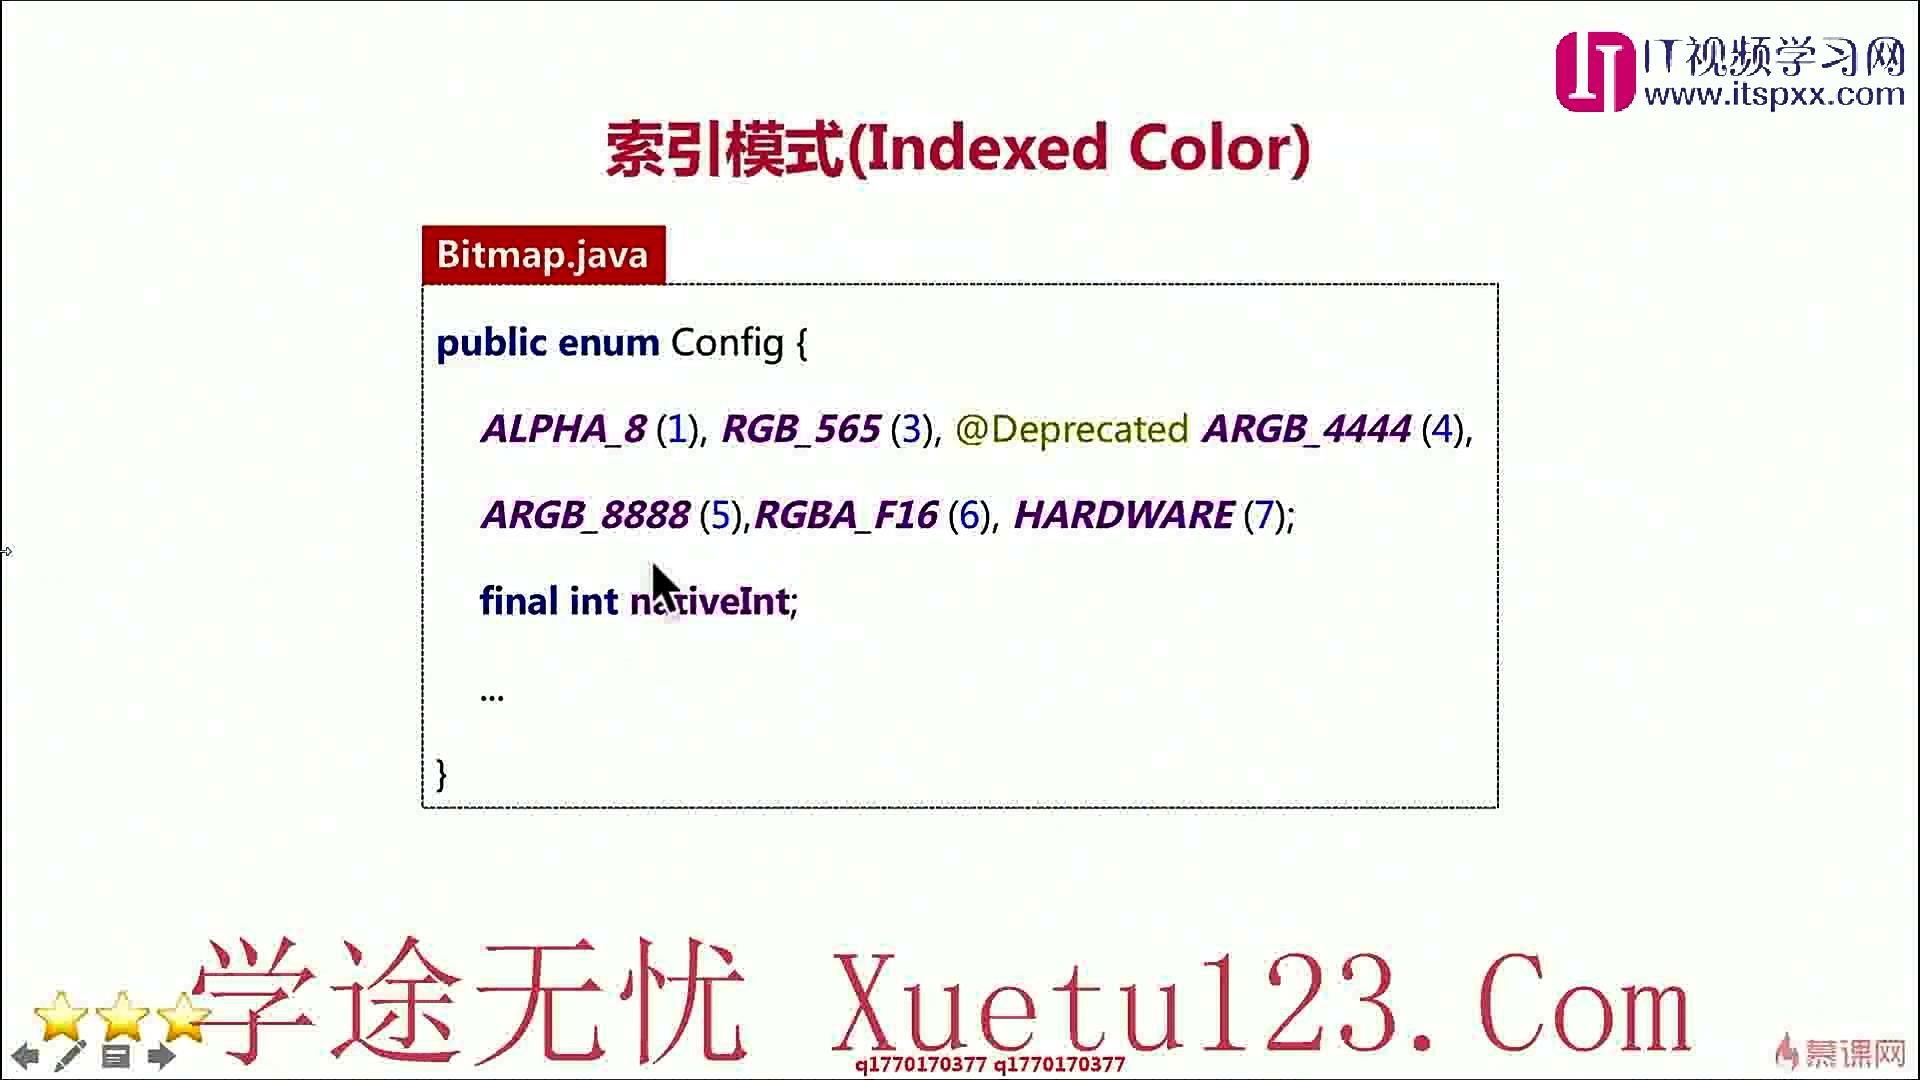 IT视频学习网
www.itspxx.com
索引模式(Indexed Color)
Bitmap.java
public enum Config {
ALPHA_8 (1), RGB_565 (3), @Deprecated ARGB_4444 (4),
ARGB_8888 (5),RGBA_F16 (6), HARDWARE (7);
final int nativeInt;
...
}
学途无忧 Xuetu123.Com
q1770170377 q1770170377
慕课网